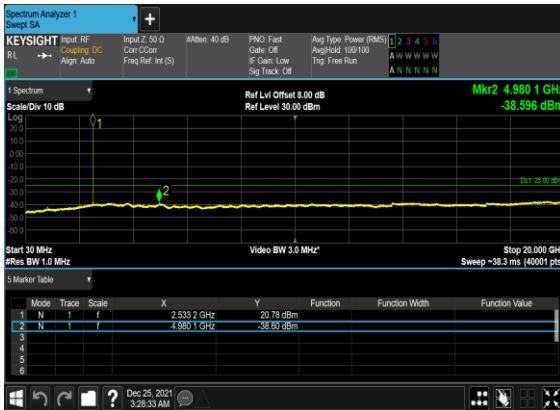 Spectrum Analyzer 1
Swept SA
KEYSIGHT
RL
Input: RF
Coupling: DC
Align: Auto
Input Z: 50 Ω
Corr CCorr
Freq Ref: Int (S)
#Atten: 40 dB
PNO: Fast
Gate: Off
IF Gain: Low
Sig Track: Off
Avg Type: Power (RMS)
Avg|Hold: 100/100
Trig: Free Run
1 2 3 4 5 6
A W W W W W
A N N N N N
1 Spectrum
Scale/Div 10 dB
Ref Lvl Offset 8.00 dB
Ref Level 30.00 dBm
Mkr2 4.980 1 GHz
-38.596 dBm
Log
20.0
10.0
0.00
-10.0
-20.0
-30.0
-40.0
-50.0
-60.0
1
2
DL1 -25.00 dBm
Start 30 MHz
#Res BW 1.0 MHz
Video BW 3.0 MHz*
Stop 20.000 GHz
Sweep ~38.3 ms (40001 pts)
5 Marker Table
Mode Trace Scale X Y Function Function Width Function Value
1 N 1 f 2.533 2 GHz 20.78 dBm
2 N 1 f 4.980 1 GHz -38.60 dBm
3
4
5
6
Dec 25, 2021
3:28:33 AM